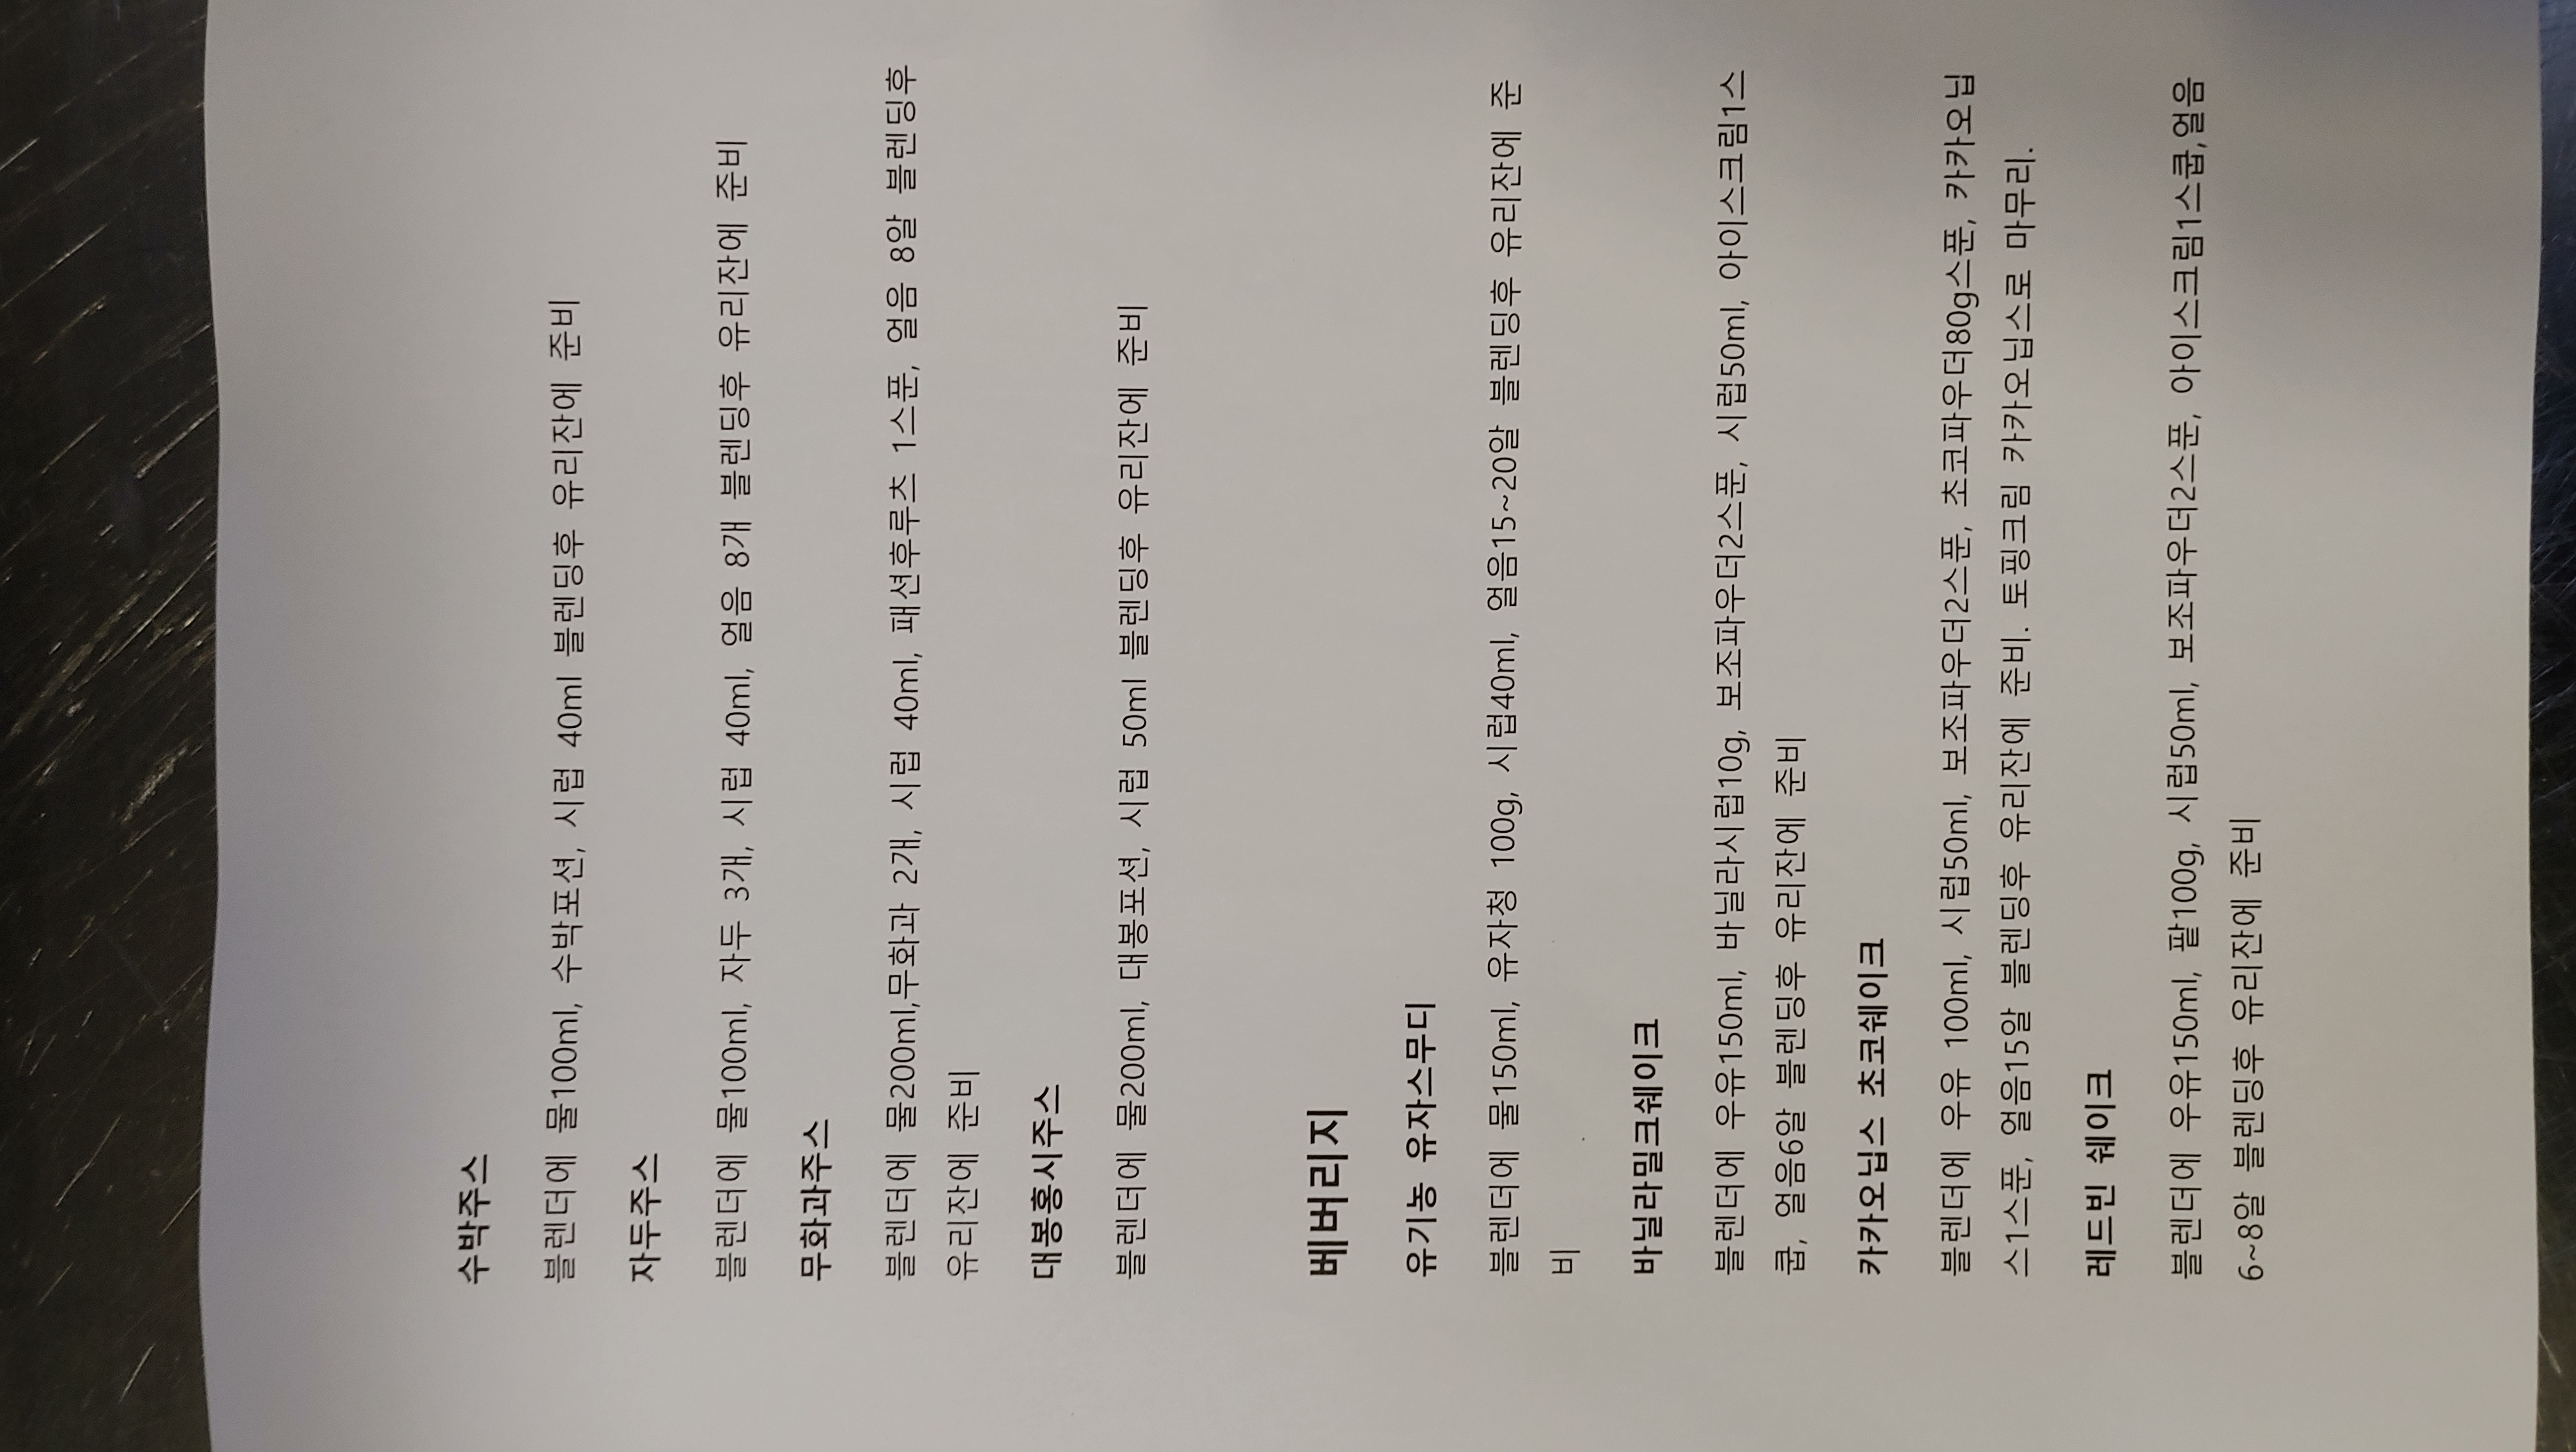 수박주스
블렌더에 물100ml, 수박포션, 시럽 40ml 블렌딩후 유리잔에 준비
자두주스
블렌더에 물100ml, 자두 3개, 시럽 40ml, 얼음 8개 블렌딩후 유리잔에 준비
무화과주스
블렌더에 물200ml,무화과 2개, 시럽 40ml, 패션후루츠 1스푼, 얼음 8알 블렌딩후
유리잔에 준비
대봉홍시주스
블렌더에 물200ml, 대봉포션, 시럽 50ml 블렌딩후 유리잔에 준비
베버리지
유기농 유자스무디
블렌더에 물150ml, 유자청 100g, 시럽40ml, 얼음15~20알 블렌딩후 유리잔에 준
비
바닐라밀크쉐이크
블렌더에 우유150ml, 바닐라시럽10g, 보조파우더2스푼, 시럽50ml, 아이스크림1스
쿱, 얼음6알 블렌딩후 유리잔에 준비
카카오닙스 초코쉐이크
블렌더에 우유 100ml, 시럽50ml, 보조파우더2스푼, 초코파우더80g스푼, 카카오닙
스1스푼, 얼음15알 블렌딩후 유리잔에 준비. 토핑크림 카카오닙스로 마무리.
레드빈 쉐이크
블렌더에 우유150ml, 팥100g, 시럽50ml, 보조파우더2스푼, 아이스크림1스쿱,얼음
6~8알 블렌딩후 유리잔에 준비